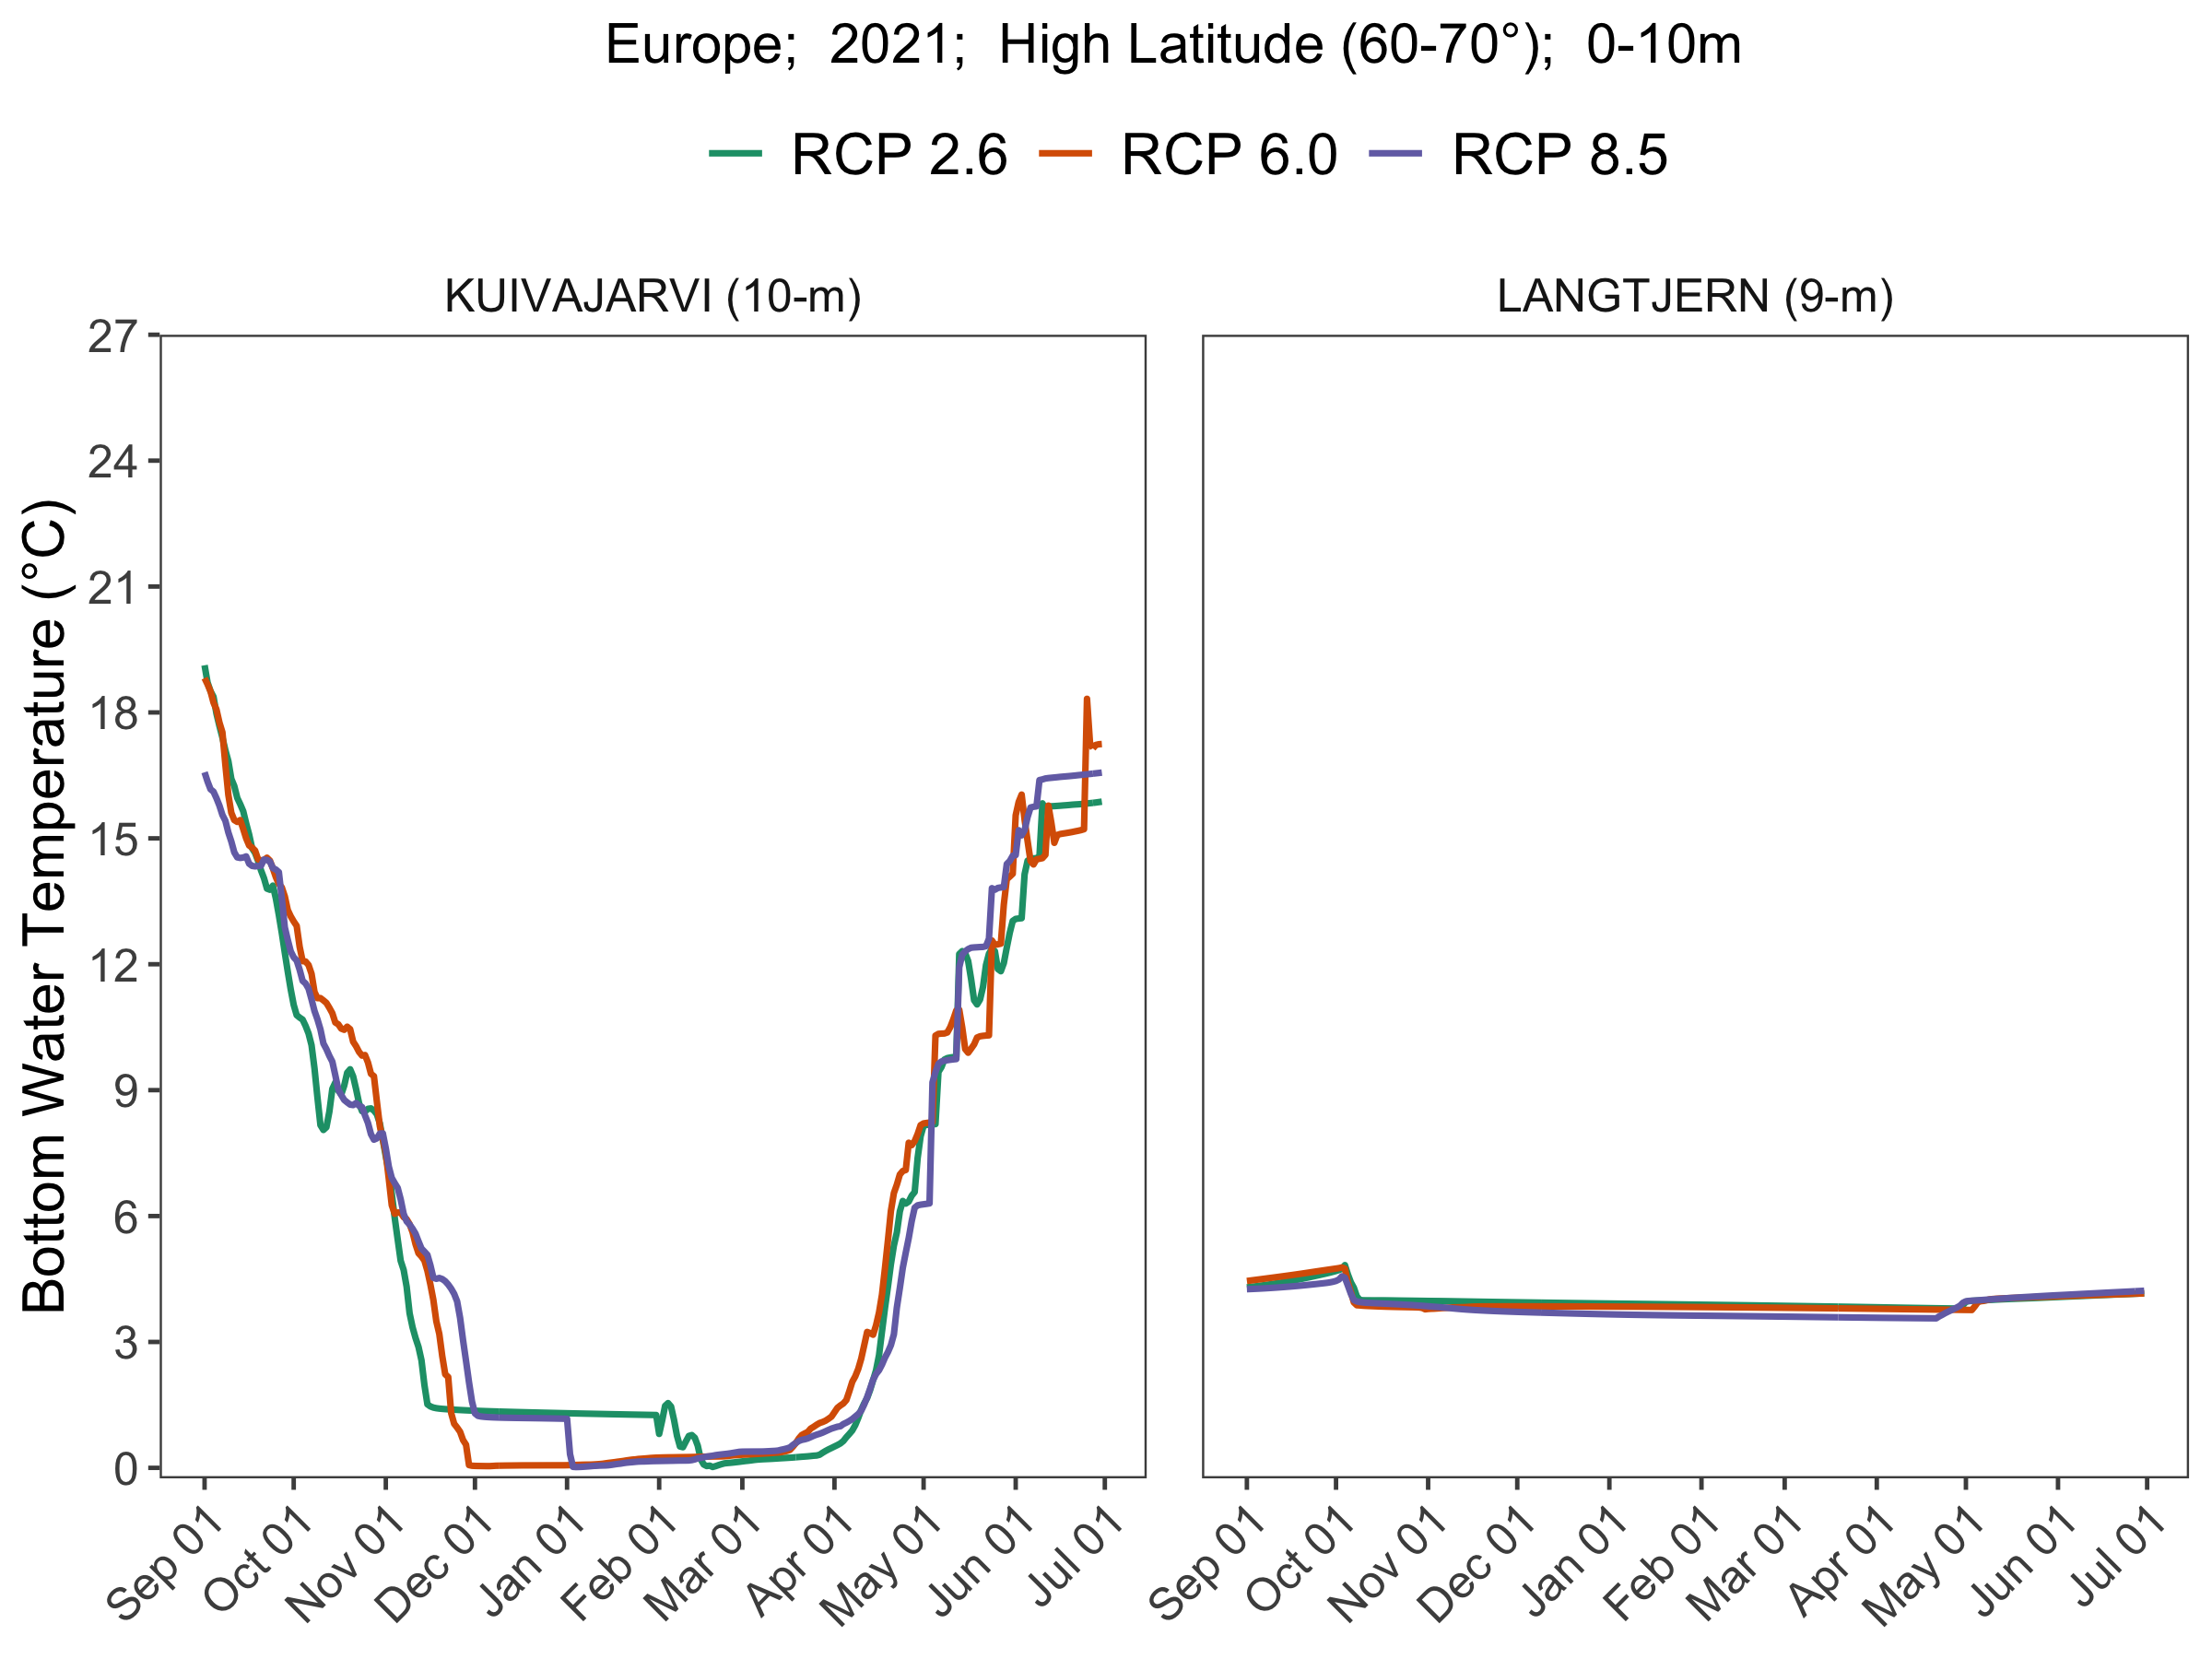 Europe;  2021;  High Latitude (60-70°);  0-10m
RCP 2.6 RCP 6.0 RCP 8.5
KUIVAJARVI (10-m)
LANGTJERN (9-m)
Bottom Water Temperature (°C)
27
24
21
18
15
12
9
6
3
0
Sep 01
Oct 01
Nov 01
Dec 01
Jan 01
Feb 01
Mar 01
Apr 01
May 01
Jun 01
Jul 01
Sep 01
Oct 01
Nov 01
Dec 01
Jan 01
Feb 01
Mar 01
Apr 01
May 01
Jun 01
Jul 01